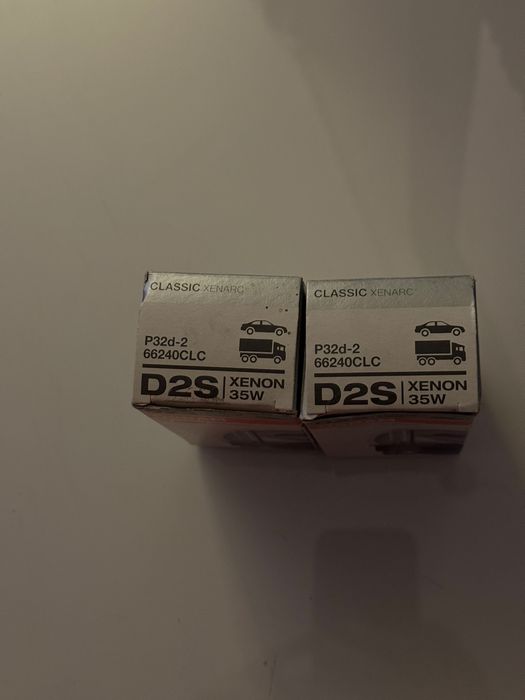 CLASSIC XENARC
P32d-2
66240CLC
D2S XENON
35W
CLASSIC XENARC
P32d-2
66240CLC
D2S XENON
35W